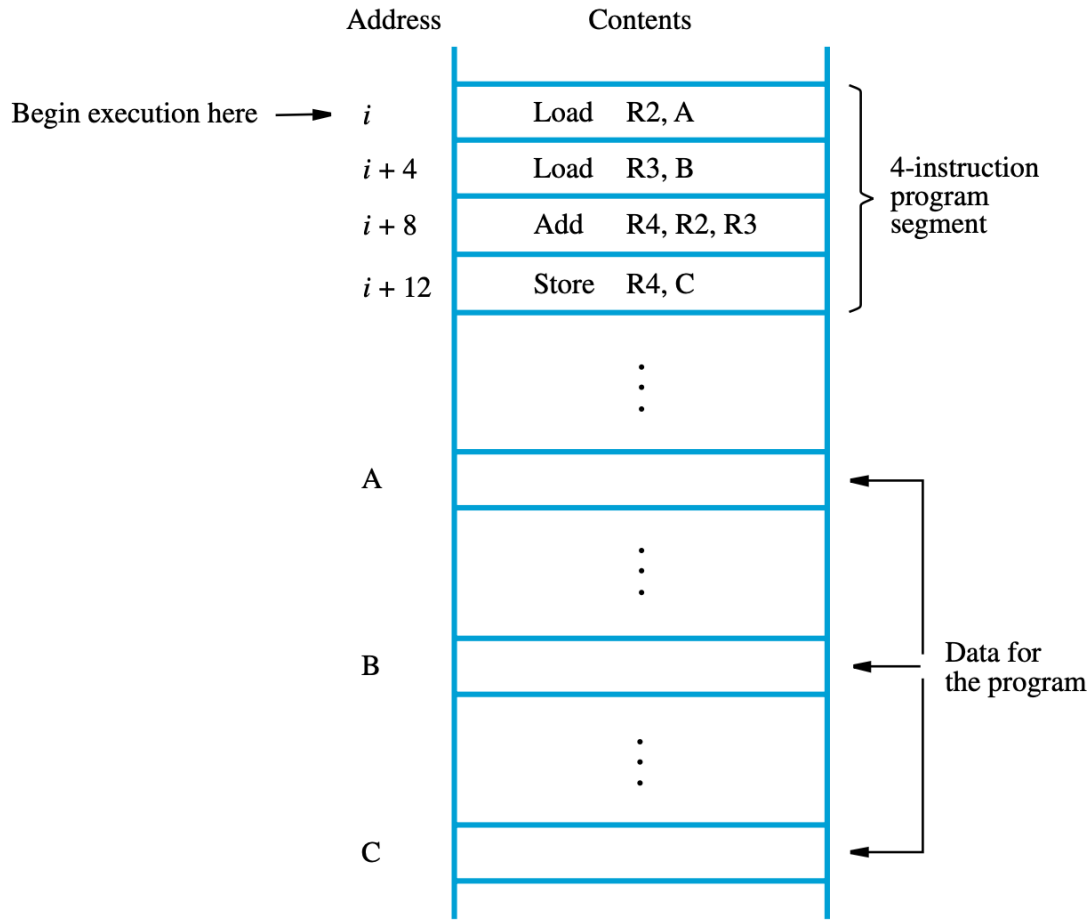 Address Contents
Begin execution here i Load R2, A
i + 4 Load R3, B
i + 8 Add R4, R2, R3
i + 12 Store R4, C
4-instruction
program
segment
A
B
C
Data for
the program